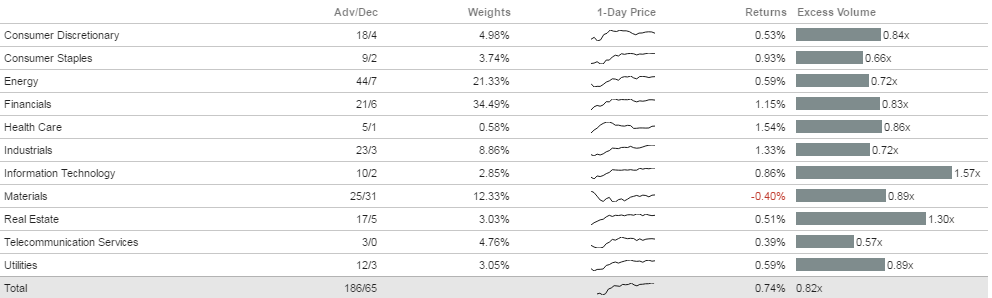 Adv/Dec Weights 1-Day Price Returns Excess Volume
Consumer Discretionary 18/4 4.98% 0.53% 0.84x
Consumer Staples 9/2 3.74% 0.93% 0.66x
Energy 44/7 21.33% 0.59% 0.72x
Financials 21/6 34.49% 1.15% 0.83x
Health Care 5/1 0.58% 1.54% 0.86x
Industrials 23/3 8.86% 1.33% 0.72x
Information Technology 10/2 2.85% 0.86% 1.57x
Materials 25/31 12.33% -0.40% 0.89x
Real Estate 17/5 3.03% 0.51% 1.30x
Telecommunication Services 3/0 4.76% 0.39% 0.57x
Utilities 12/3 3.05% 0.59% 0.89x
Total 186/65 0.74% 0.82x